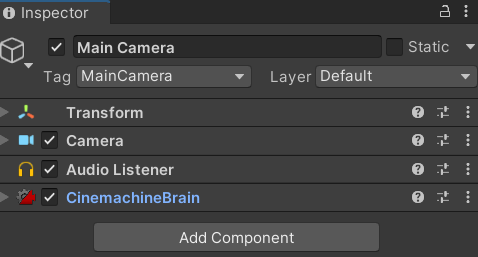 Inspector
Main Camera
Static
Tag MainCamera Layer Default
Transform
Camera
Audio Listener
CinemachineBrain
Add Component